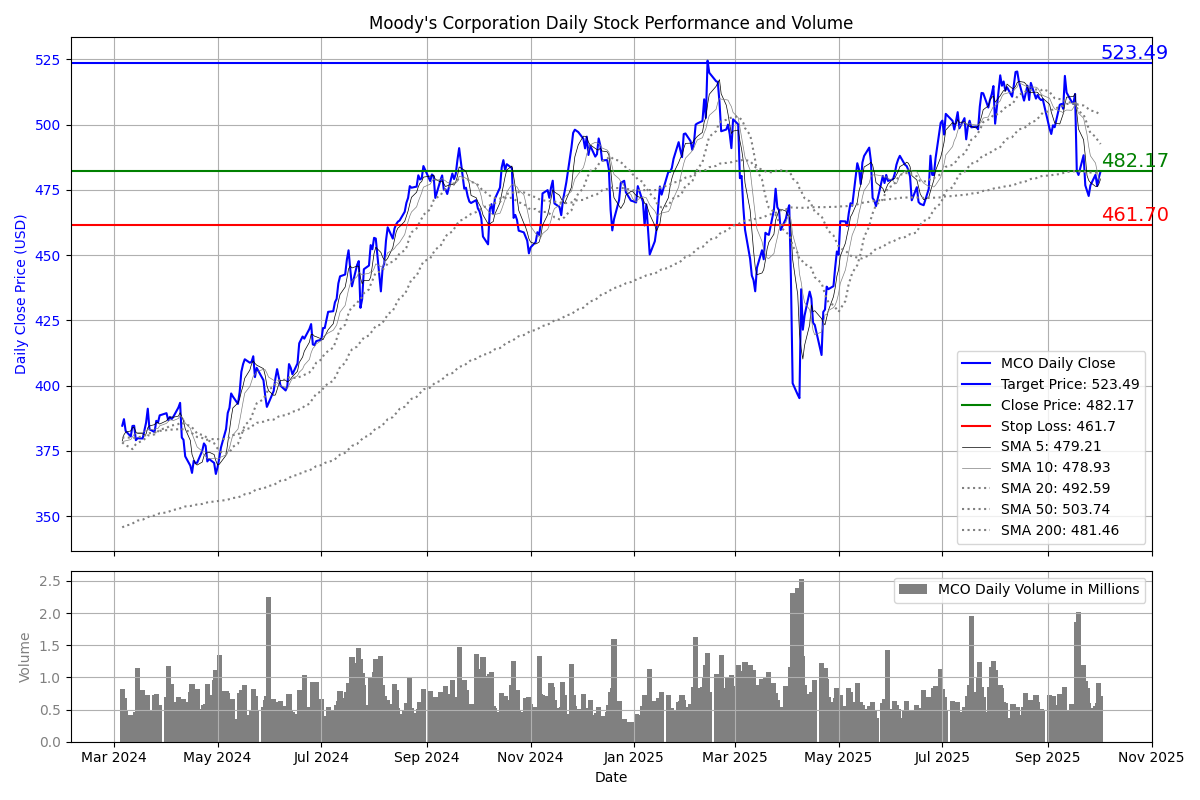 Moody's Corporation Daily Stock Performance and Volume
Daily Close Price (USD)
525
500
475
450
425
400
375
350
523.49
482.17
461.70
MCO Daily Close
Target Price: 523.49
Close Price: 482.17
Stop Loss: 461.7
SMA 5: 479.21
SMA 10: 478.93
SMA 20: 492.59
SMA 50: 503.74
SMA 200: 481.46
Volume
2.5
2.0
1.5
1.0
0.5
0.0
MCO Daily Volume in Millions
Mar 2024 May 2024 Jul 2024 Sep 2024 Nov 2024 Jan 2025 Mar 2025 May 2025 Jul 2025 Sep 2025 Nov 2025
Date